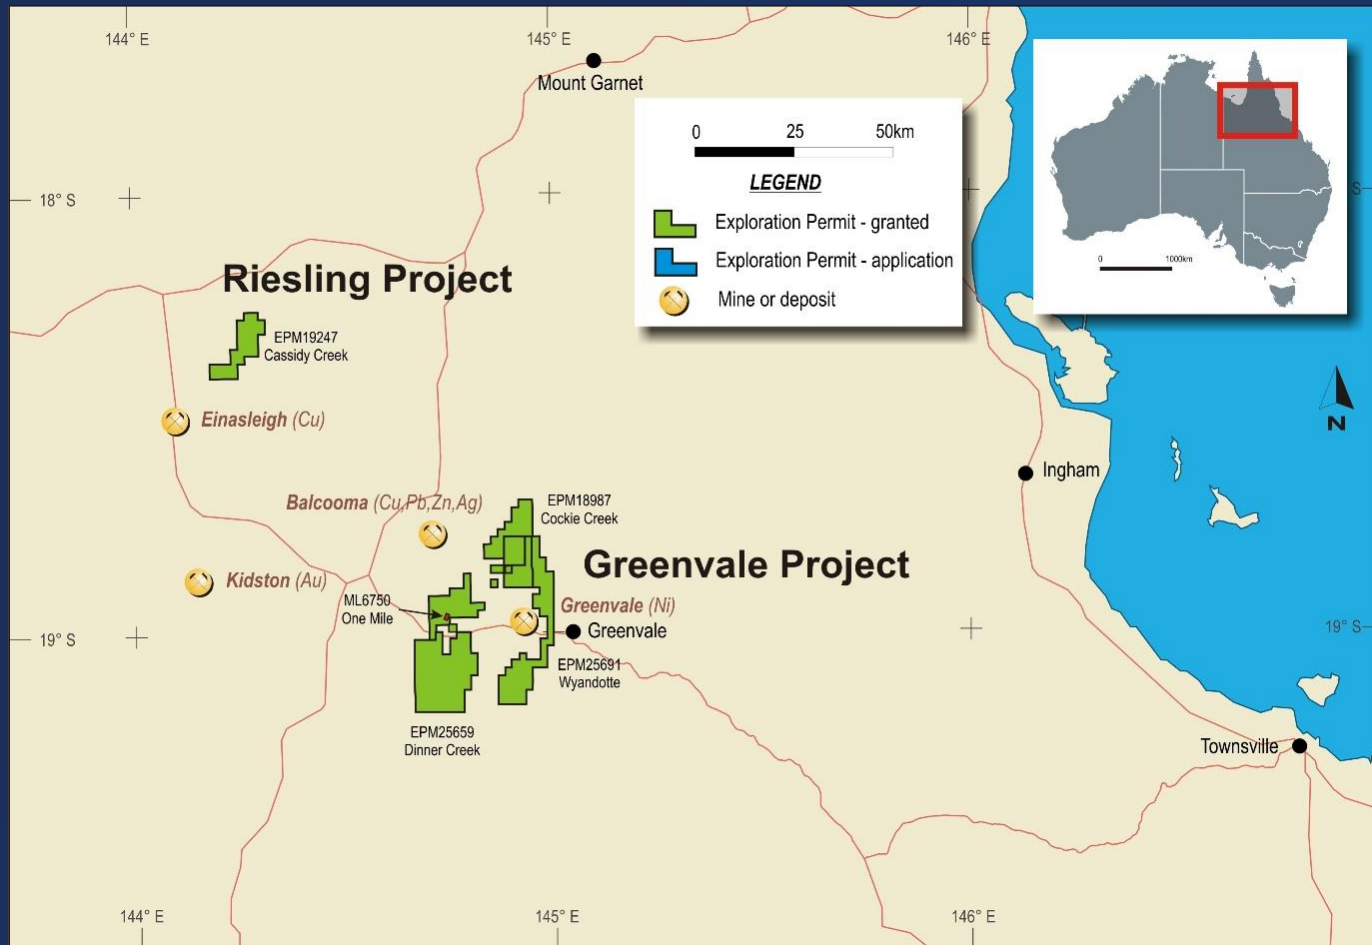 144° E
145° E
146° E
Mount Garnet
0 25 50km
LEGEND
Exploration Permit - granted
Exploration Permit - application
Mine or deposit
0 1000km
18° S
S
Riesling Project
EPM19247
Cassidy Creek
Einasleigh (Cu)
N
Ingham
Balcooma (Cu,Pb,Zn,Ag)
EPM18987
Cockie Creek
Greenvale Project
Kidston (Au)
ML6750
One Mile
Greenvale (Ni)
Greenvale
19° S
19° S
EPM25691
Wyandotte
EPM25659
Dinner Creek
Townsville
144° E
145° E
146° E